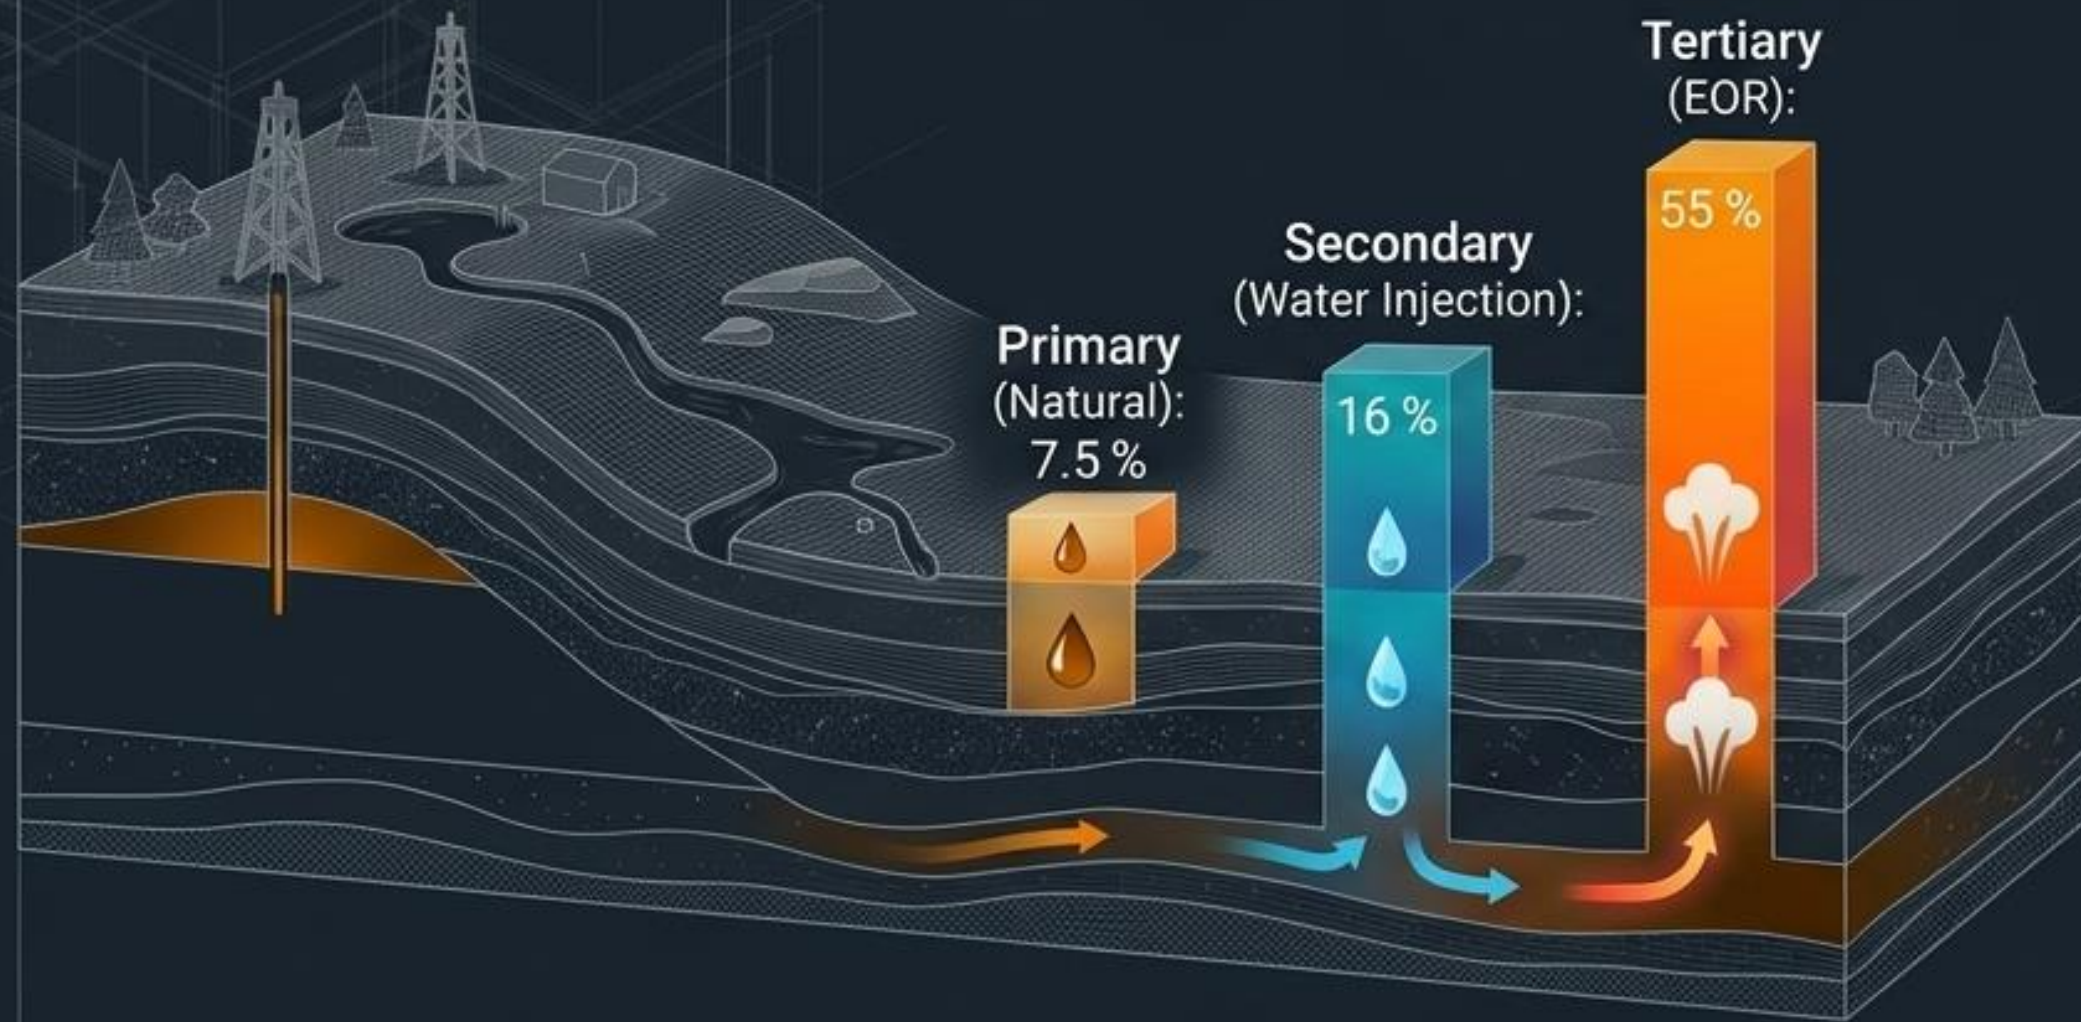 Primary
(Natural):
7.5 %
Secondary
(Water Injection):
16 %
Tertiary
(EOR):
55 %